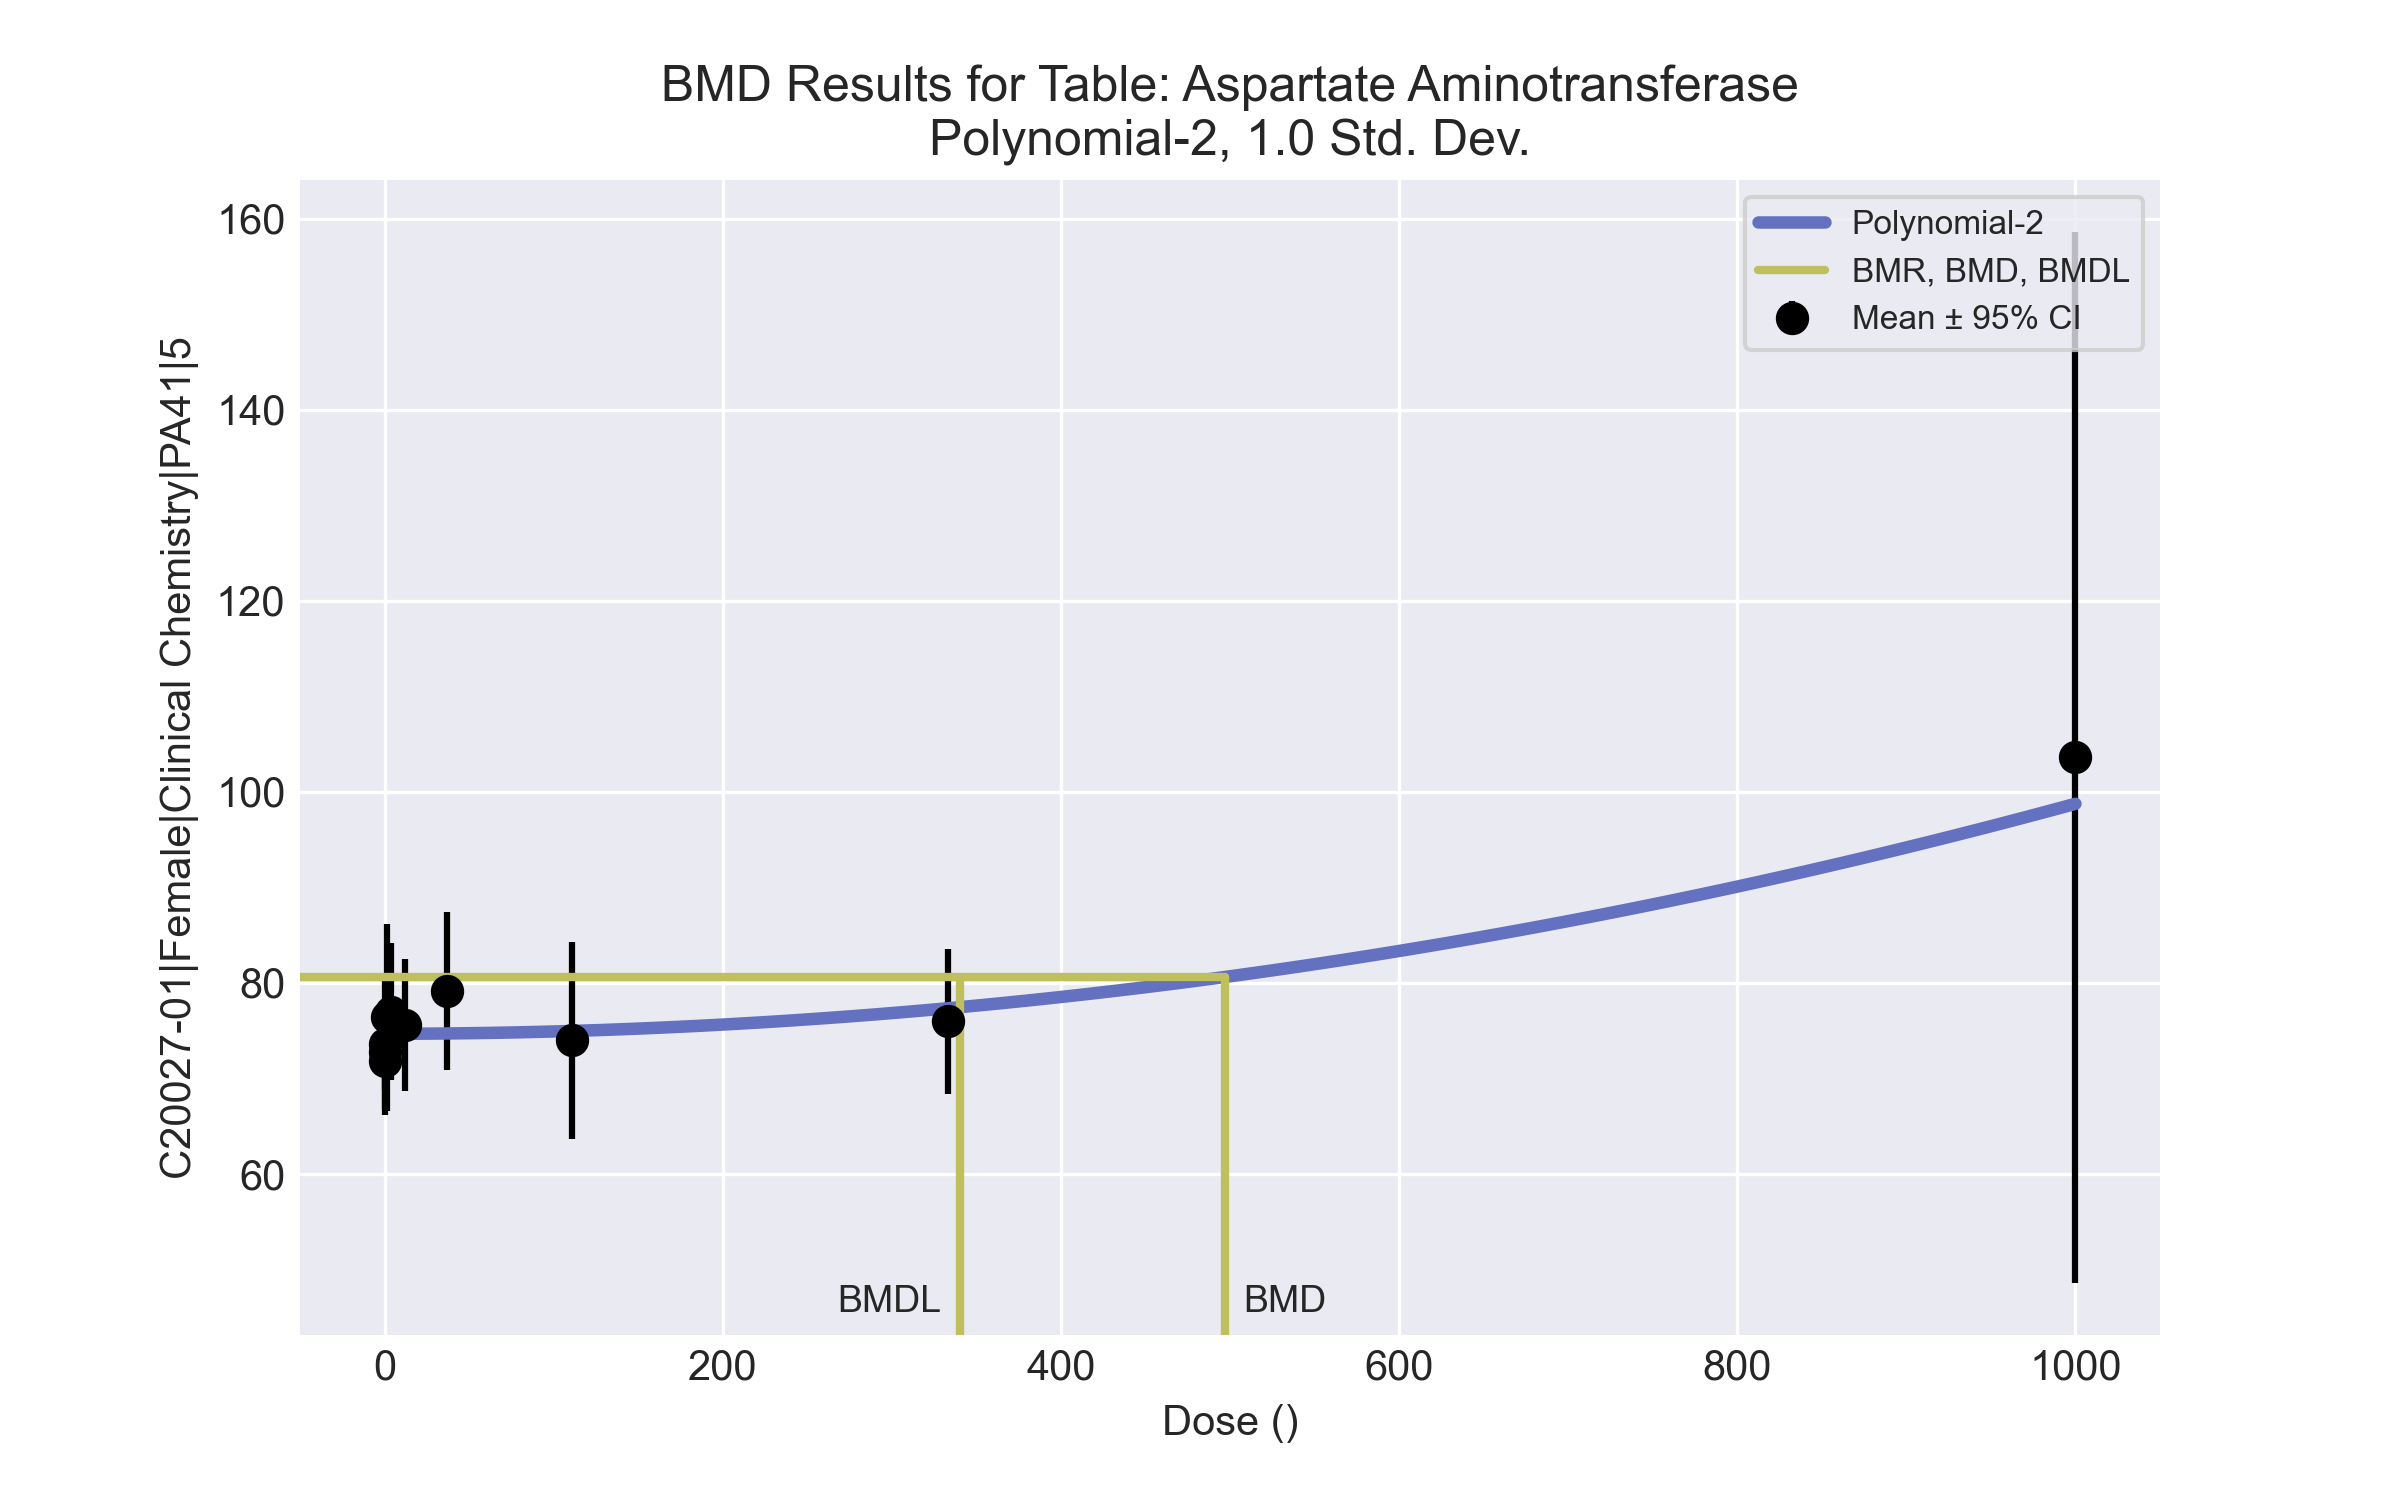 BMD Results for Table: Aspartate Aminotransferase
Polynomial-2, 1.0 Std. Dev.
C20027-01|Female|Clinical Chemistry|PA41|5
160
140
120
100
80
60
Polynomial-2
BMR, BMD, BMDL
Mean ± 95% CI
BMDL
BMD
0
200
400
600
800
1000
Dose ()